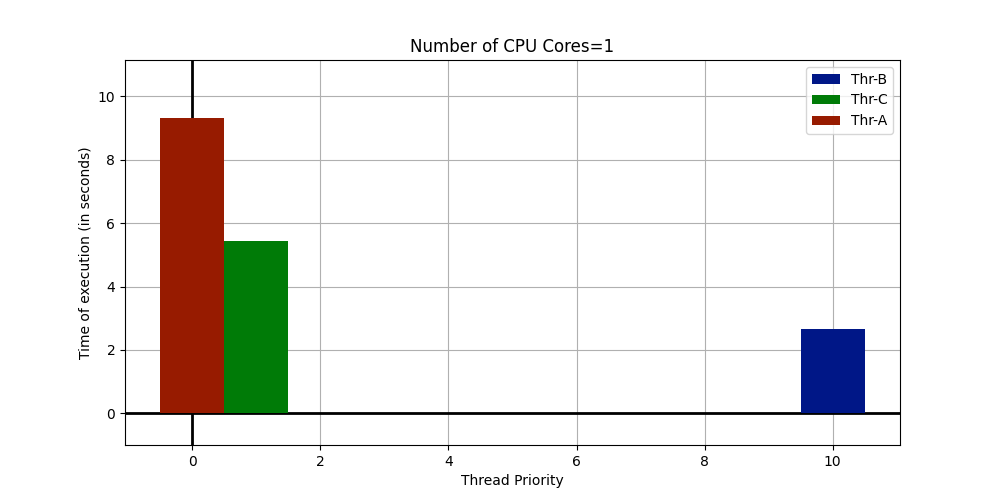 Number of CPU Cores=1
Thr-B
Thr-C
Thr-A
Time of execution (in seconds)
10
8
6
4
2
0
0 2 4 6 8 10
Thread Priority